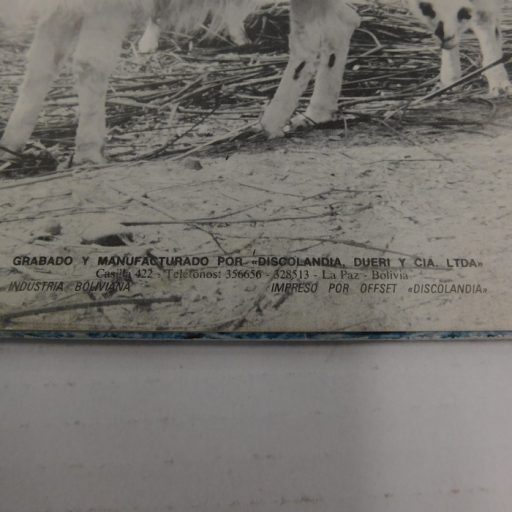 GRABADO Y MANUFACTURADO POR «DISCOLANDIA, DUERI Y CIA. LTDA»
Casilla 422 - Teléfonos: 356656 - 328513 - La Paz - Bolivia
INDUSTRIA BOLIVIANA IMPRESO POR OFFSET «DISCOLANDIA»